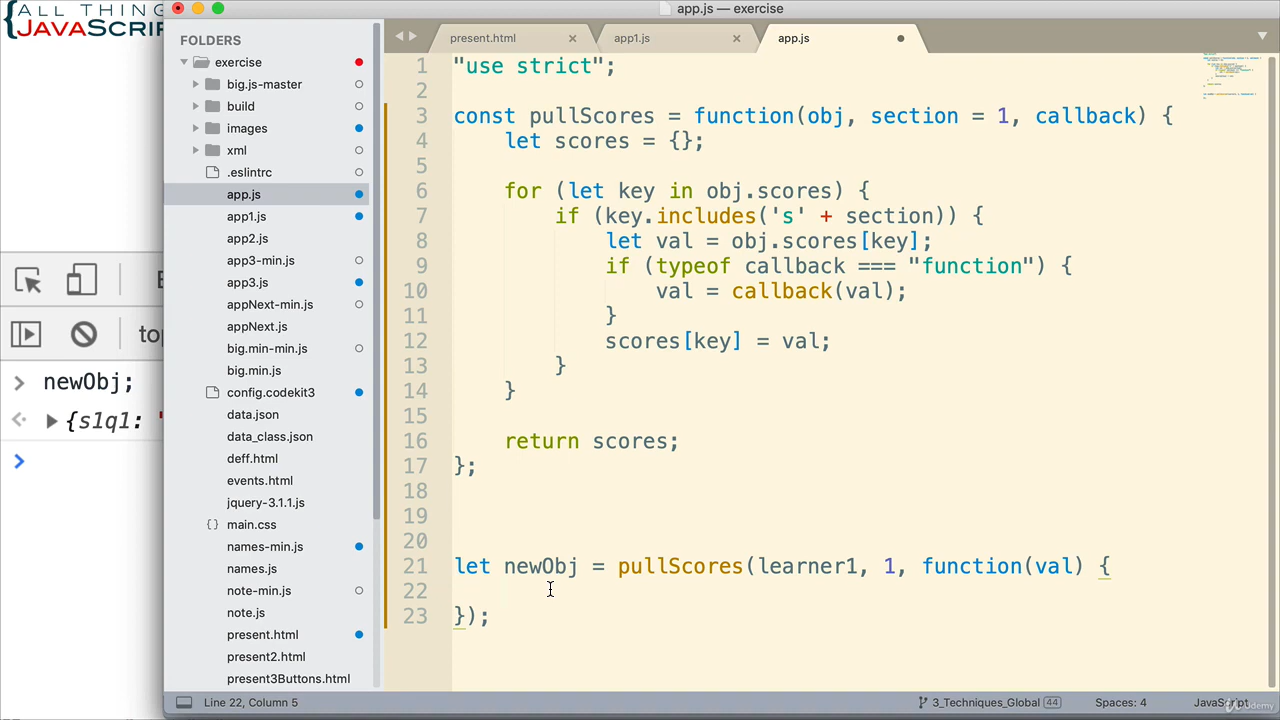 {ALL THIN
JAVASCRIP
top
newObj;
{s1q1: "
app.js — exercise
FOLDERS
exercise
big.js-master
build
images
xml
.eslintrc
app.js
app1.js
app2.js
app3-min.js
app3.js
appNext-min.js
appNext.js
big.min-min.js
big.min.js
config.codekit3
data.json
data_class.json
deff.html
events.html
jquery-3.1.1.js
{} main.css
names-min.js
names.js
note-min.js
note.js
present.html
present2.html
present3Buttons.html
present.html × app1.js × app.js
1 "use strict";
2
3 const pullScores = function(obj, section = 1, callback) {
4 let scores = {};
5
6 for (let key in obj.scores) {
7 if (key.includes('s' + section)) {
8 let val = obj.scores[key];
9 if (typeof callback === "function") {
10 val = callback(val);
11 }
12 scores[key] = val;
13 }
14 }
15
16 return scores;
17 };
18
19
20
21 let newObj = pullScores(learner1, 1, function(val) {
22
23 });
Line 22, Column 5
3_Techniques_Global 44
Spaces: 4
JavaScript
Udemy